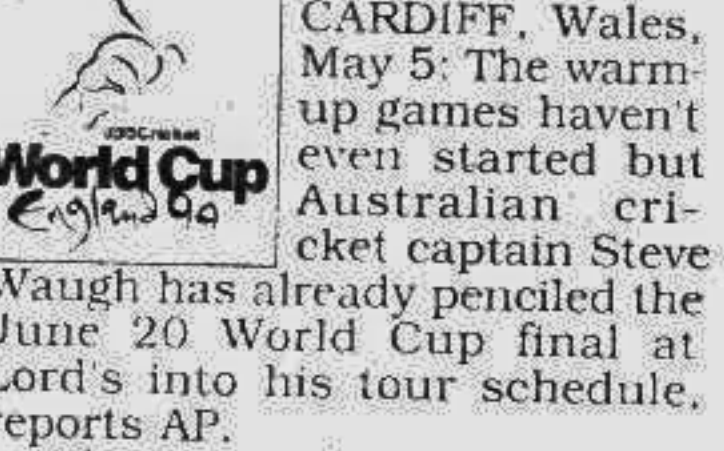 CARDIFF, Wales,
May 5: The warm-
up games haven't
even started but
Australian cri-
cket captain Steve
Waugh has already penciled the
June 20 World Cup final at
Lord's into his tour schedule,
reports AP.
World Cup
England 99